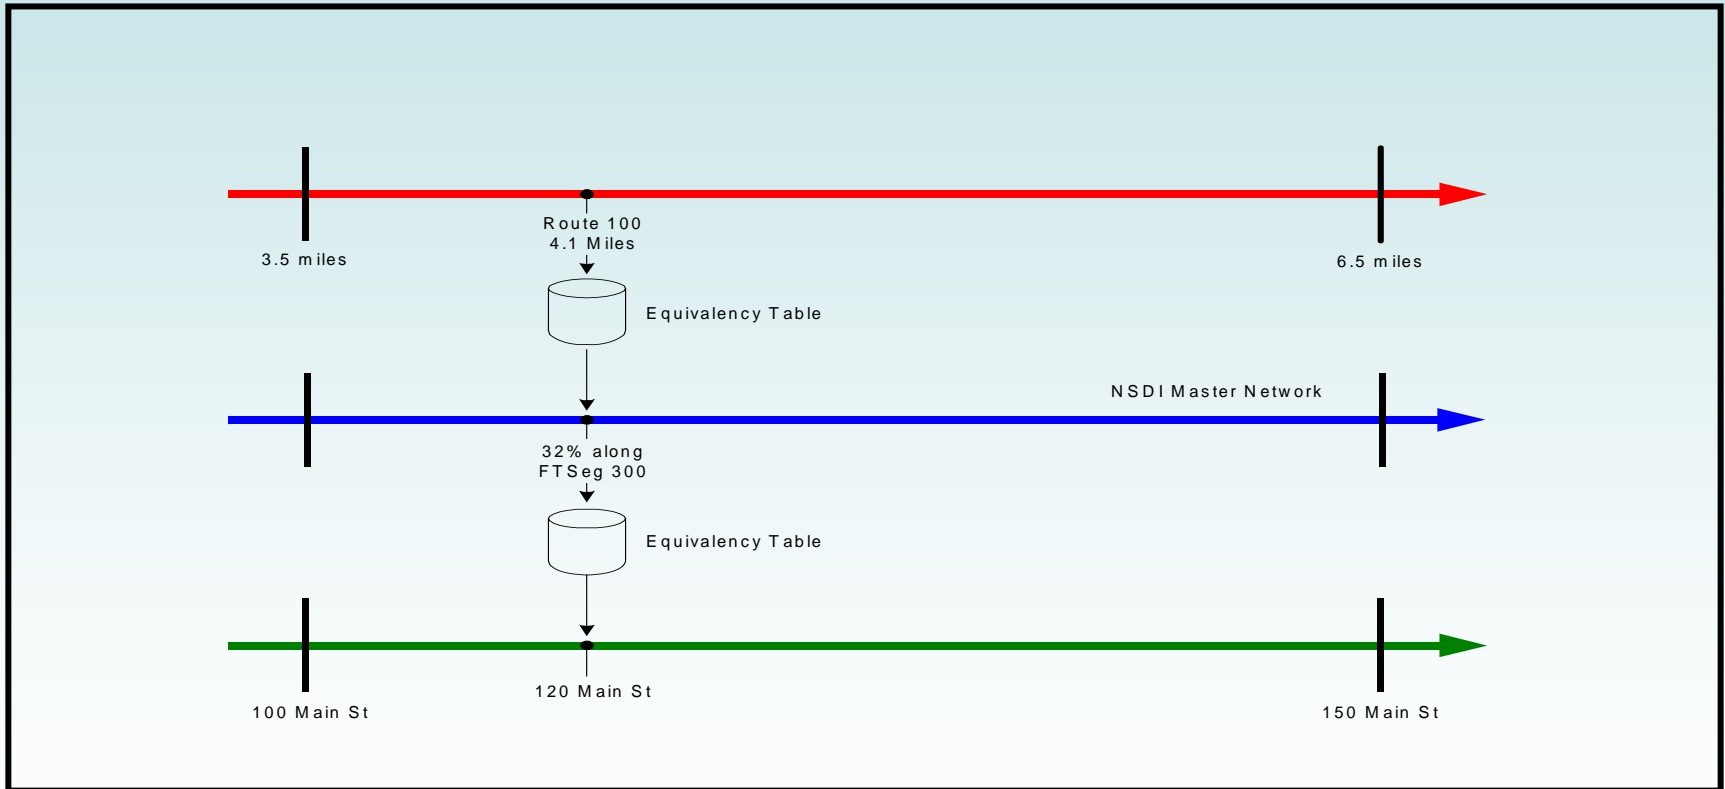 Route 100
4.1 Miles
3.5 miles
6.5 miles
Equivalency Table
NSDI Master Network
32% along
FTSeg 300
Equivalency Table
120 Main St
100 Main St
150 Main St